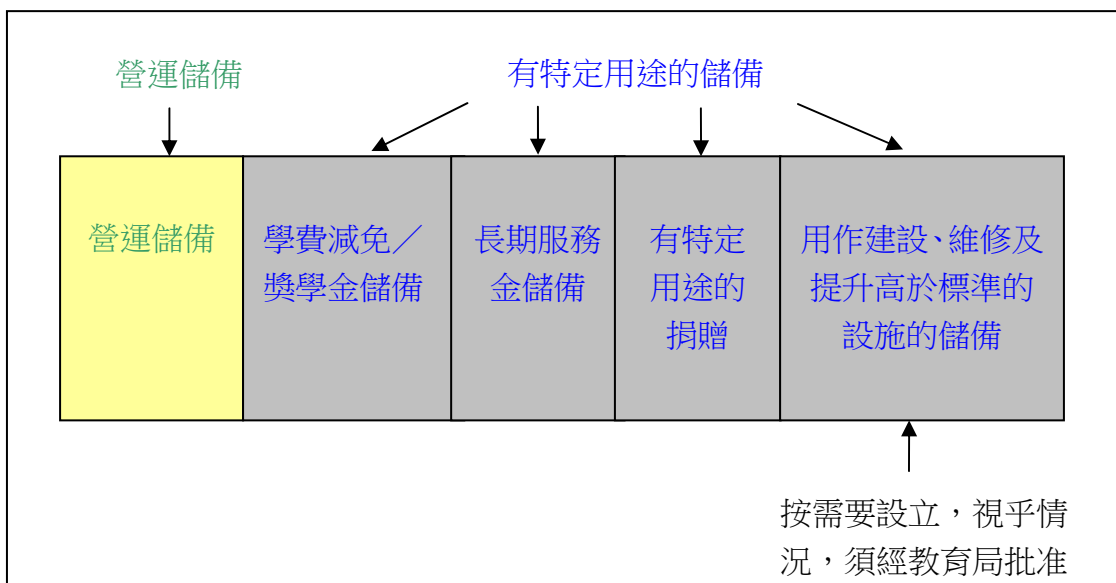 營運儲備
有特定用途的儲備
營運儲備
學費減免／
獎學金儲備
長期服務
金儲備
有特定
用途的
捐贈
用作建設、維修及
提升高於標準的
設施的儲備
按需要設立，視乎情
況，須經教育局批准